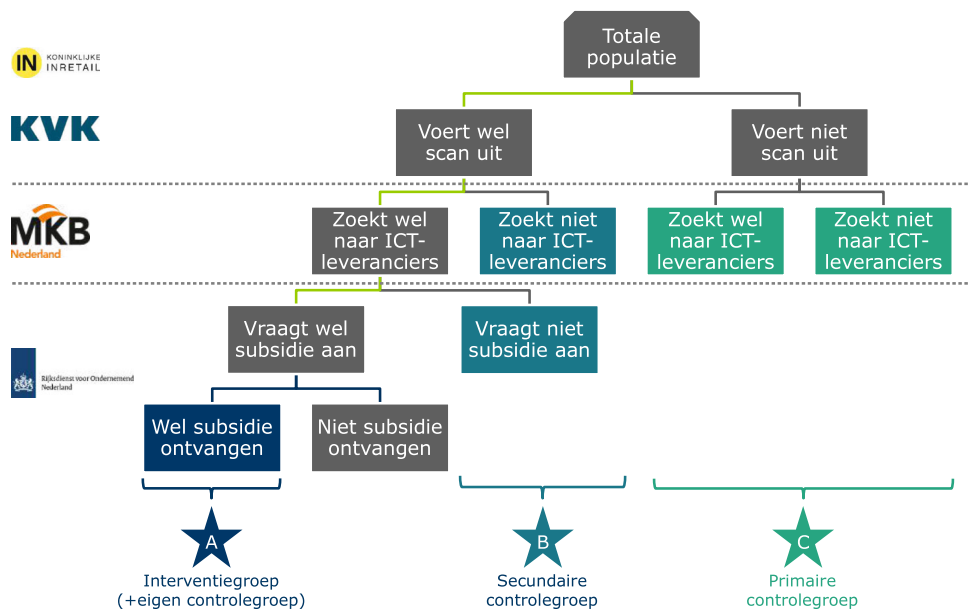 Totale
populatie
IN KONINKLIJKE
INRETAIL
KVK
Voert wel
scan uit
Voert niet
scan uit
MKB
Nederland
Zoekt wel
naar ICT-
leveranciers
Zoekt niet
naar ICT-
leveranciers
Zoekt wel
naar ICT-
leveranciers
Zoekt niet
naar ICT-
leveranciers
Vraagt wel
subsidie aan
Vraagt niet
subsidie aan
Rijksdienst voor Ondernemend
Nederland
Wel subsidie
ontvangen
Niet subsidie
ontvangen
A
B
C
Interventiegroep
(+eigen controlegroep)
Secundaire
controlegroep
Primaire
controlegroep